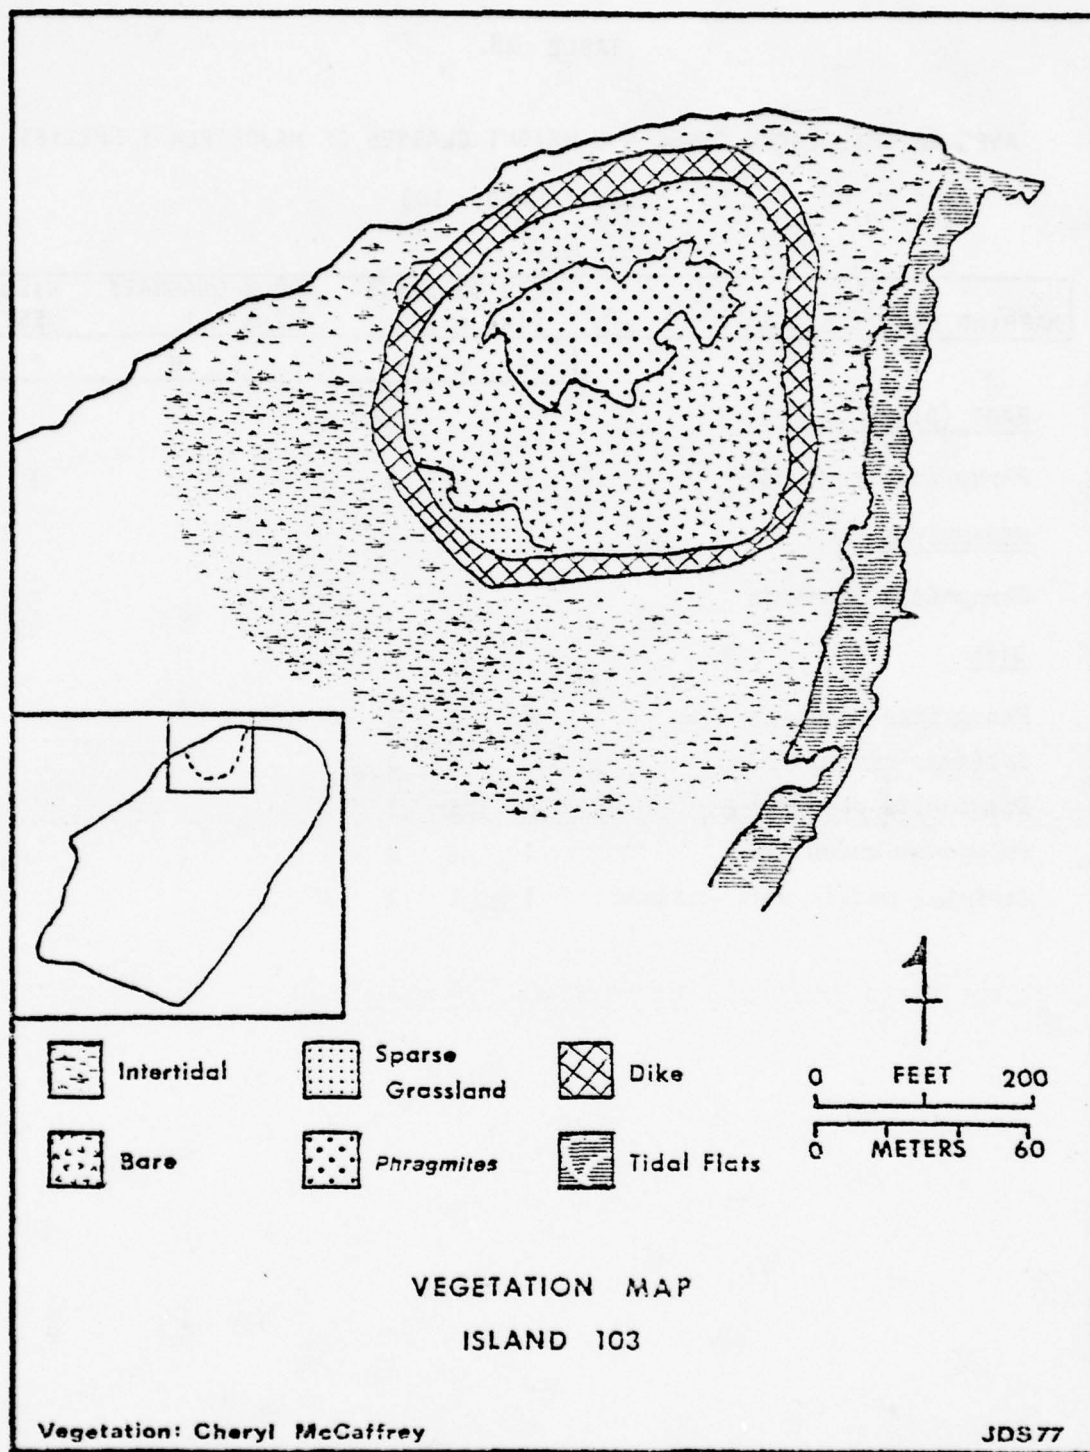 Intertidal
Sparse
Grassland
Dike
Bare
Phragmites
Tidal Flats
0 FEET 200
0 METERS 60
VEGETATION MAP
ISLAND 103
Vegetation: Cheryl McCaffrey
JDS77